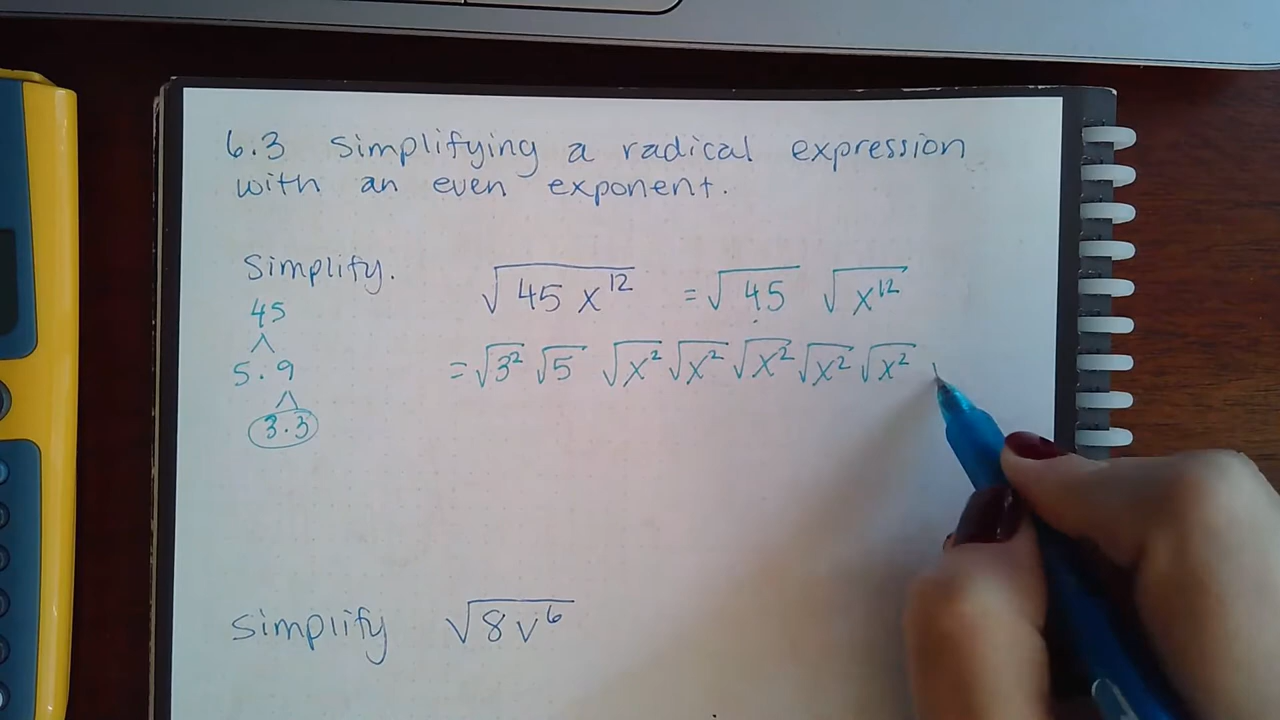 6.3 Simplifying a radical expression
with an even exponent.
Simplify. √45x¹² = √45 √x¹²
45
5·9
3·3
= √3² √5 √x² √x² √x² √x² √x²
simplify √8v⁶